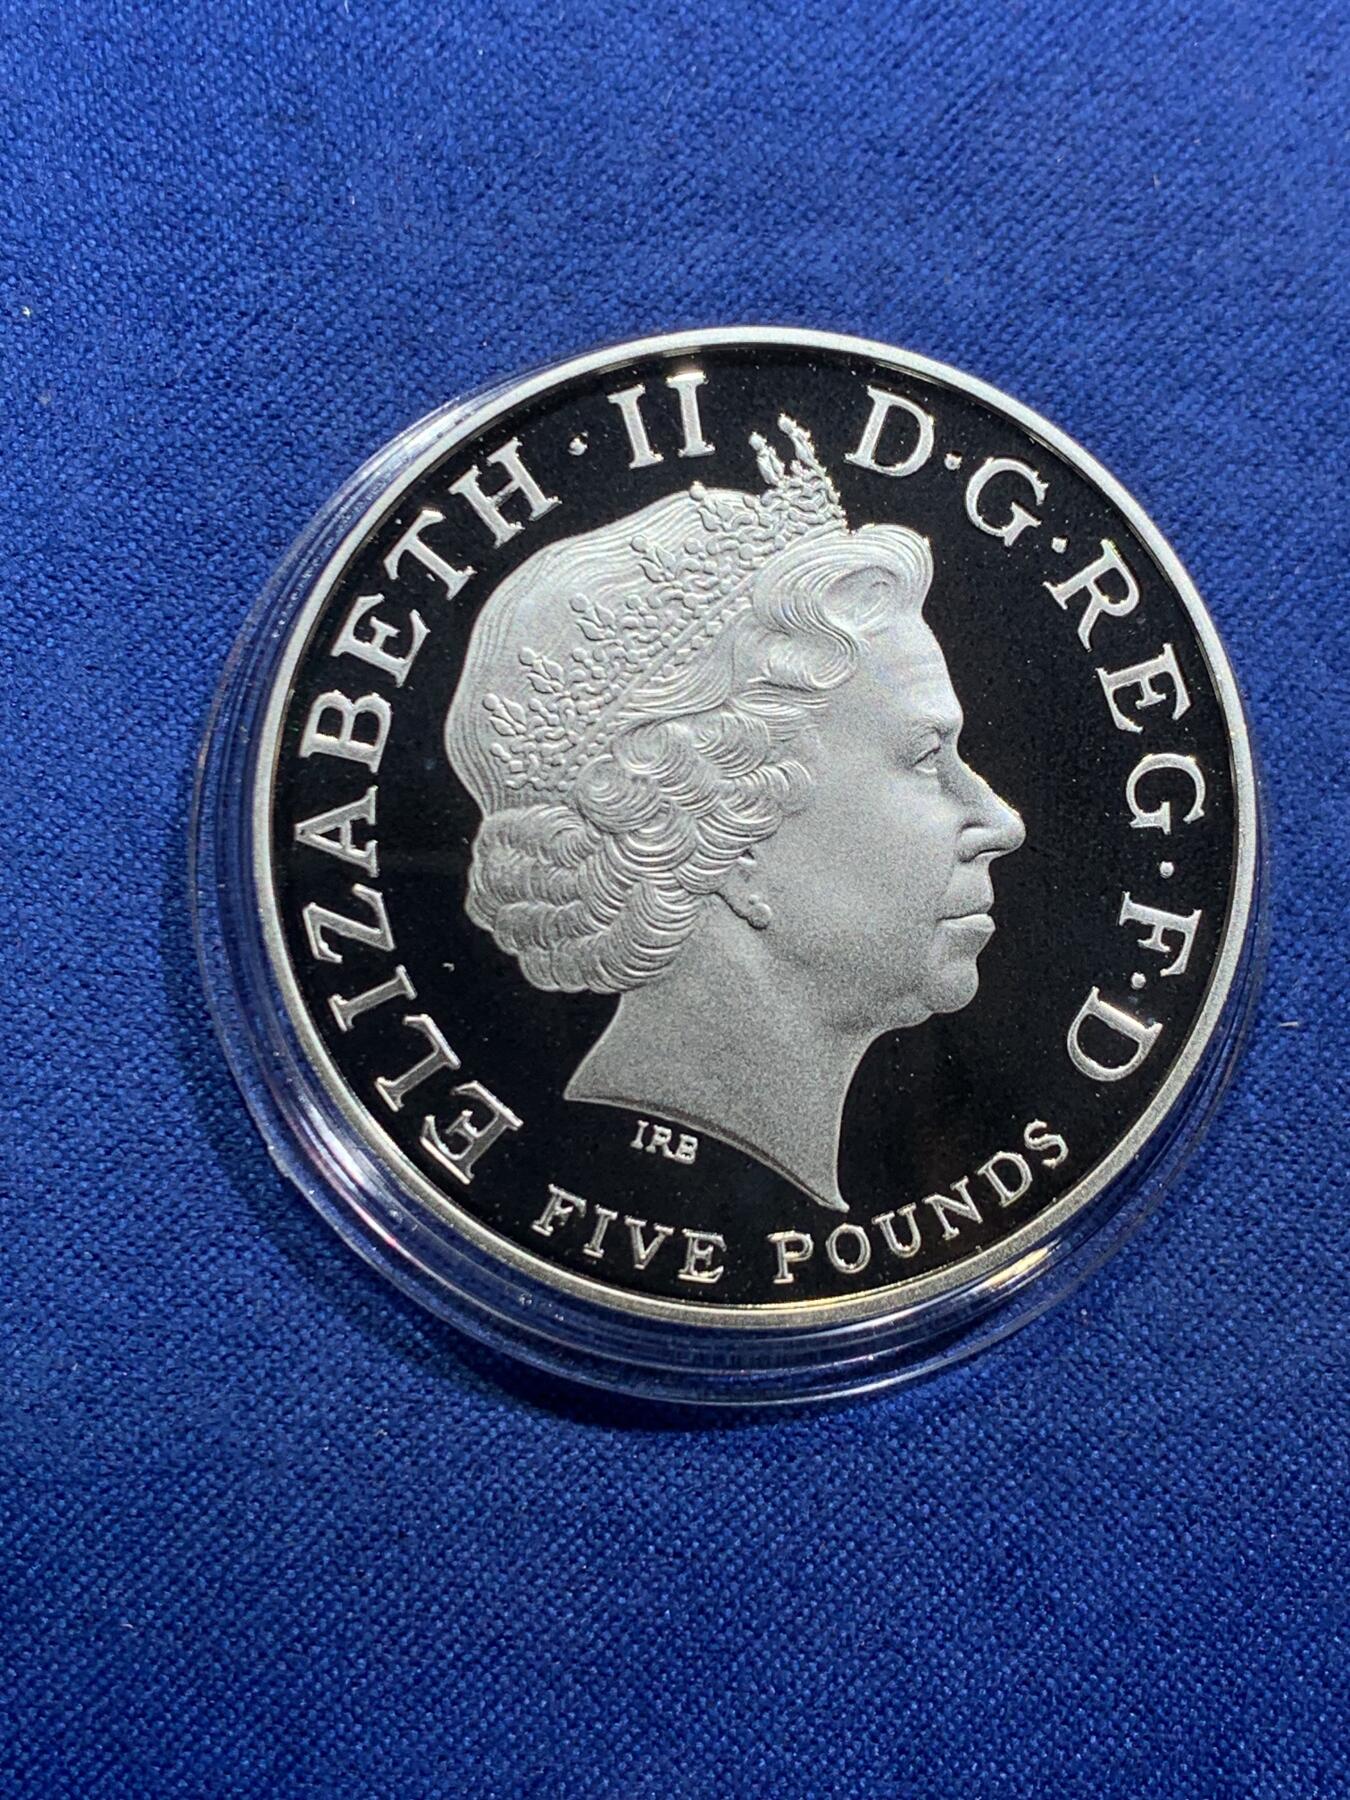 ELIZABETH · II D · G · REG · F · D
IRB
FIVE POUNDS